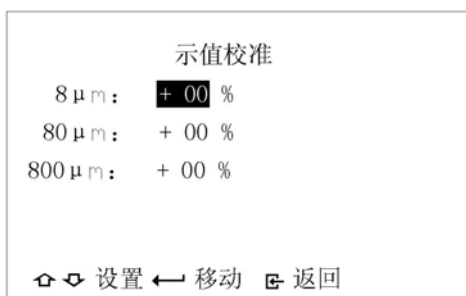 示值校准
8μm: + 00 %
80μm: + 00 %
800μm: + 00 %
设置 移动 返回